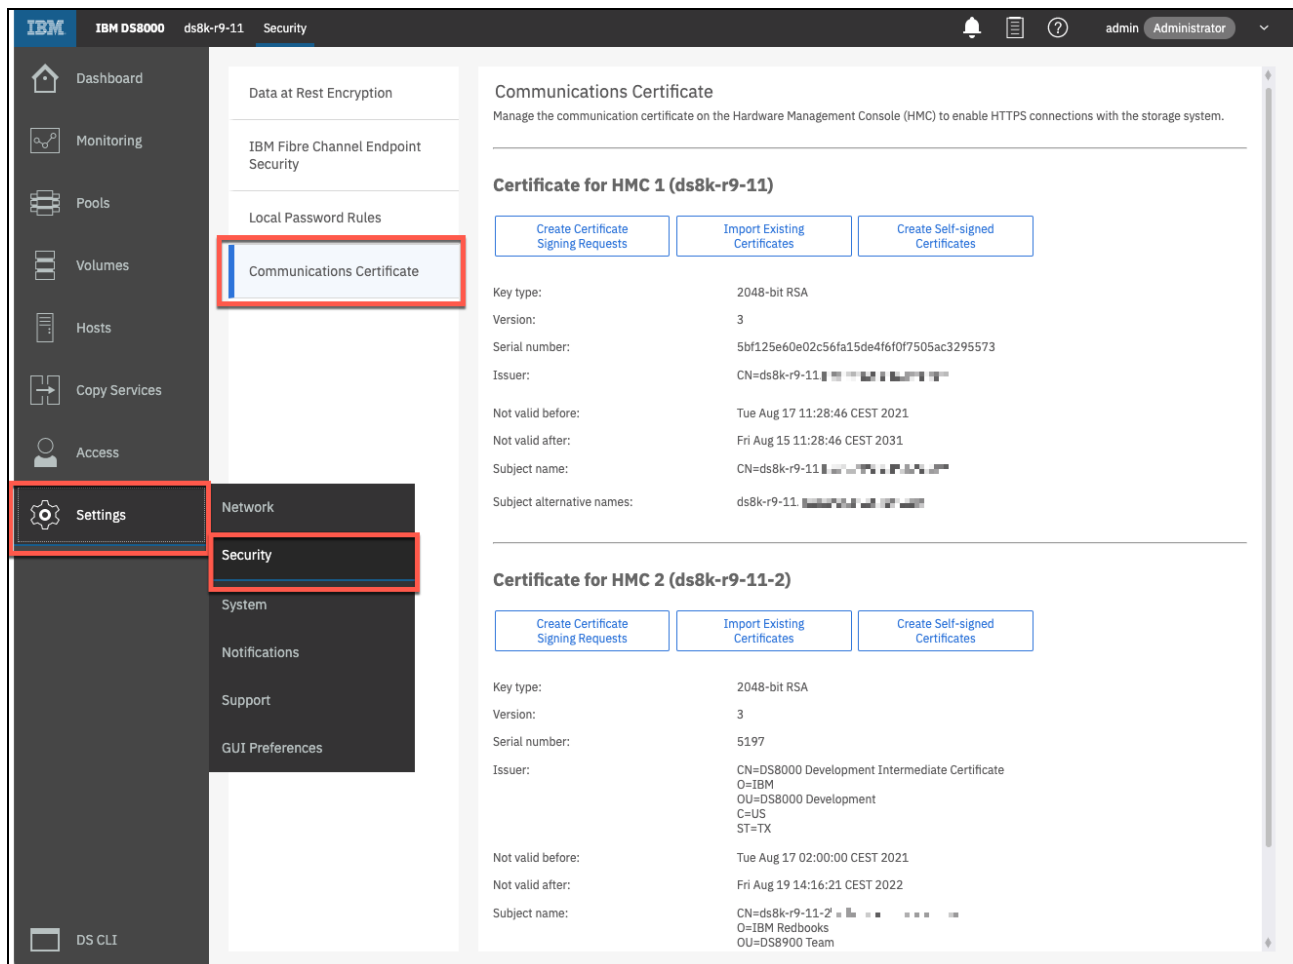 IBM IBM DS8000 ds8k-r9-11 Security admin Administrator
Dashboard
Monitoring
Pools
Volumes
Hosts
Copy Services
Access
Settings
DS CLI
Network
Security
System
Notifications
Support
GUI Preferences
Data at Rest Encryption
IBM Fibre Channel Endpoint
Security
Local Password Rules
Communications Certificate
Communications Certificate
Manage the communication certificate on the Hardware Management Console (HMC) to enable HTTPS connections with the storage system.
Certificate for HMC 1 (ds8k-r9-11)
Create Certificate
Signing Requests
Import Existing
Certificates
Create Self-signed
Certificates
Key type: 2048-bit RSA
Version: 3
Serial number: 5bf125e60e02c56fa15de4f6f0f7505ac3295573
Issuer: CN=ds8k-r9-11.
Not valid before: Tue Aug 17 11:28:46 CEST 2021
Not valid after: Fri Aug 15 11:28:46 CEST 2031
Subject name: CN=ds8k-r9-11
Subject alternative names: ds8k-r9-11.
Certificate for HMC 2 (ds8k-r9-11-2)
Create Certificate
Signing Requests
Import Existing
Certificates
Create Self-signed
Certificates
Key type: 2048-bit RSA
Version: 3
Serial number: 5197
Issuer: CN=DS8000 Development Intermediate Certificate
O=IBM
OU=DS8000 Development
C=US
ST=TX
Not valid before: Tue Aug 17 02:00:00 CEST 2021
Not valid after: Fri Aug 19 14:16:21 CEST 2022
Subject name: CN=ds8k-r9-11-2
O=IBM Redbooks
OU=DS8900 Team